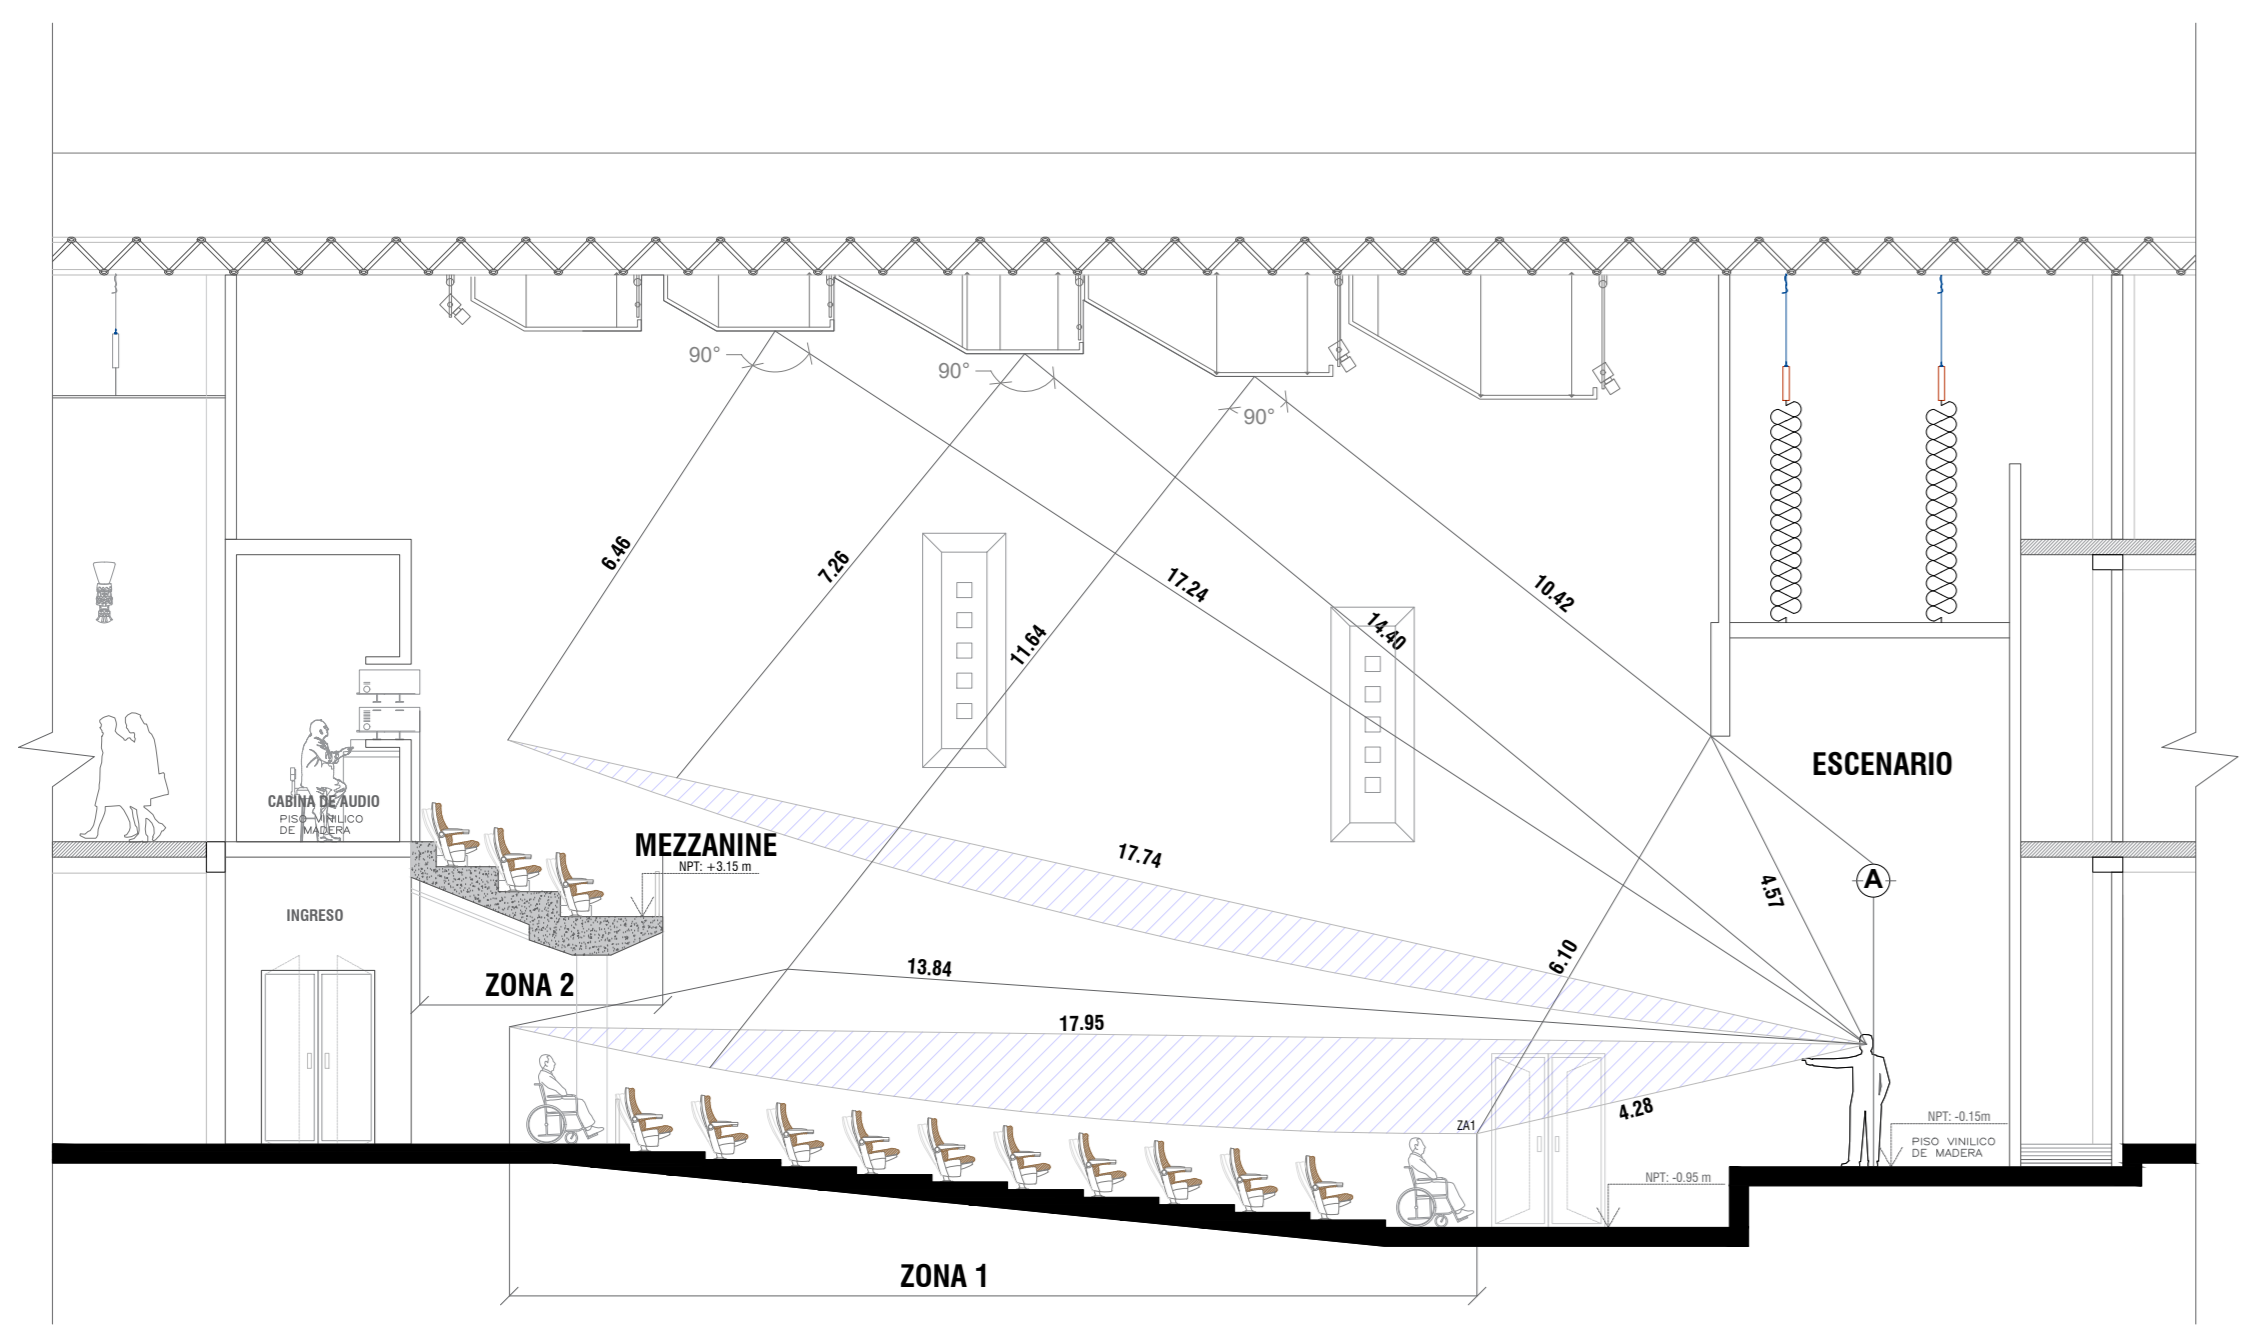 90°
90°
90°
6.46
7.26
11.64
17.24
14.40
10.42
ESCENARIO
CABINA DE AUDIO
PISO VINILICO
DE MADERA
MEZZANINE
NPT: +3.15 m
17.74
A
4.57
INGRESO
6.10
ZONA 2
13.84
17.95
4.28
ZA1
NPT: -0.15m
PISO VINILICO
DE MADERA
NPT: -0.95 m
ZONA 1